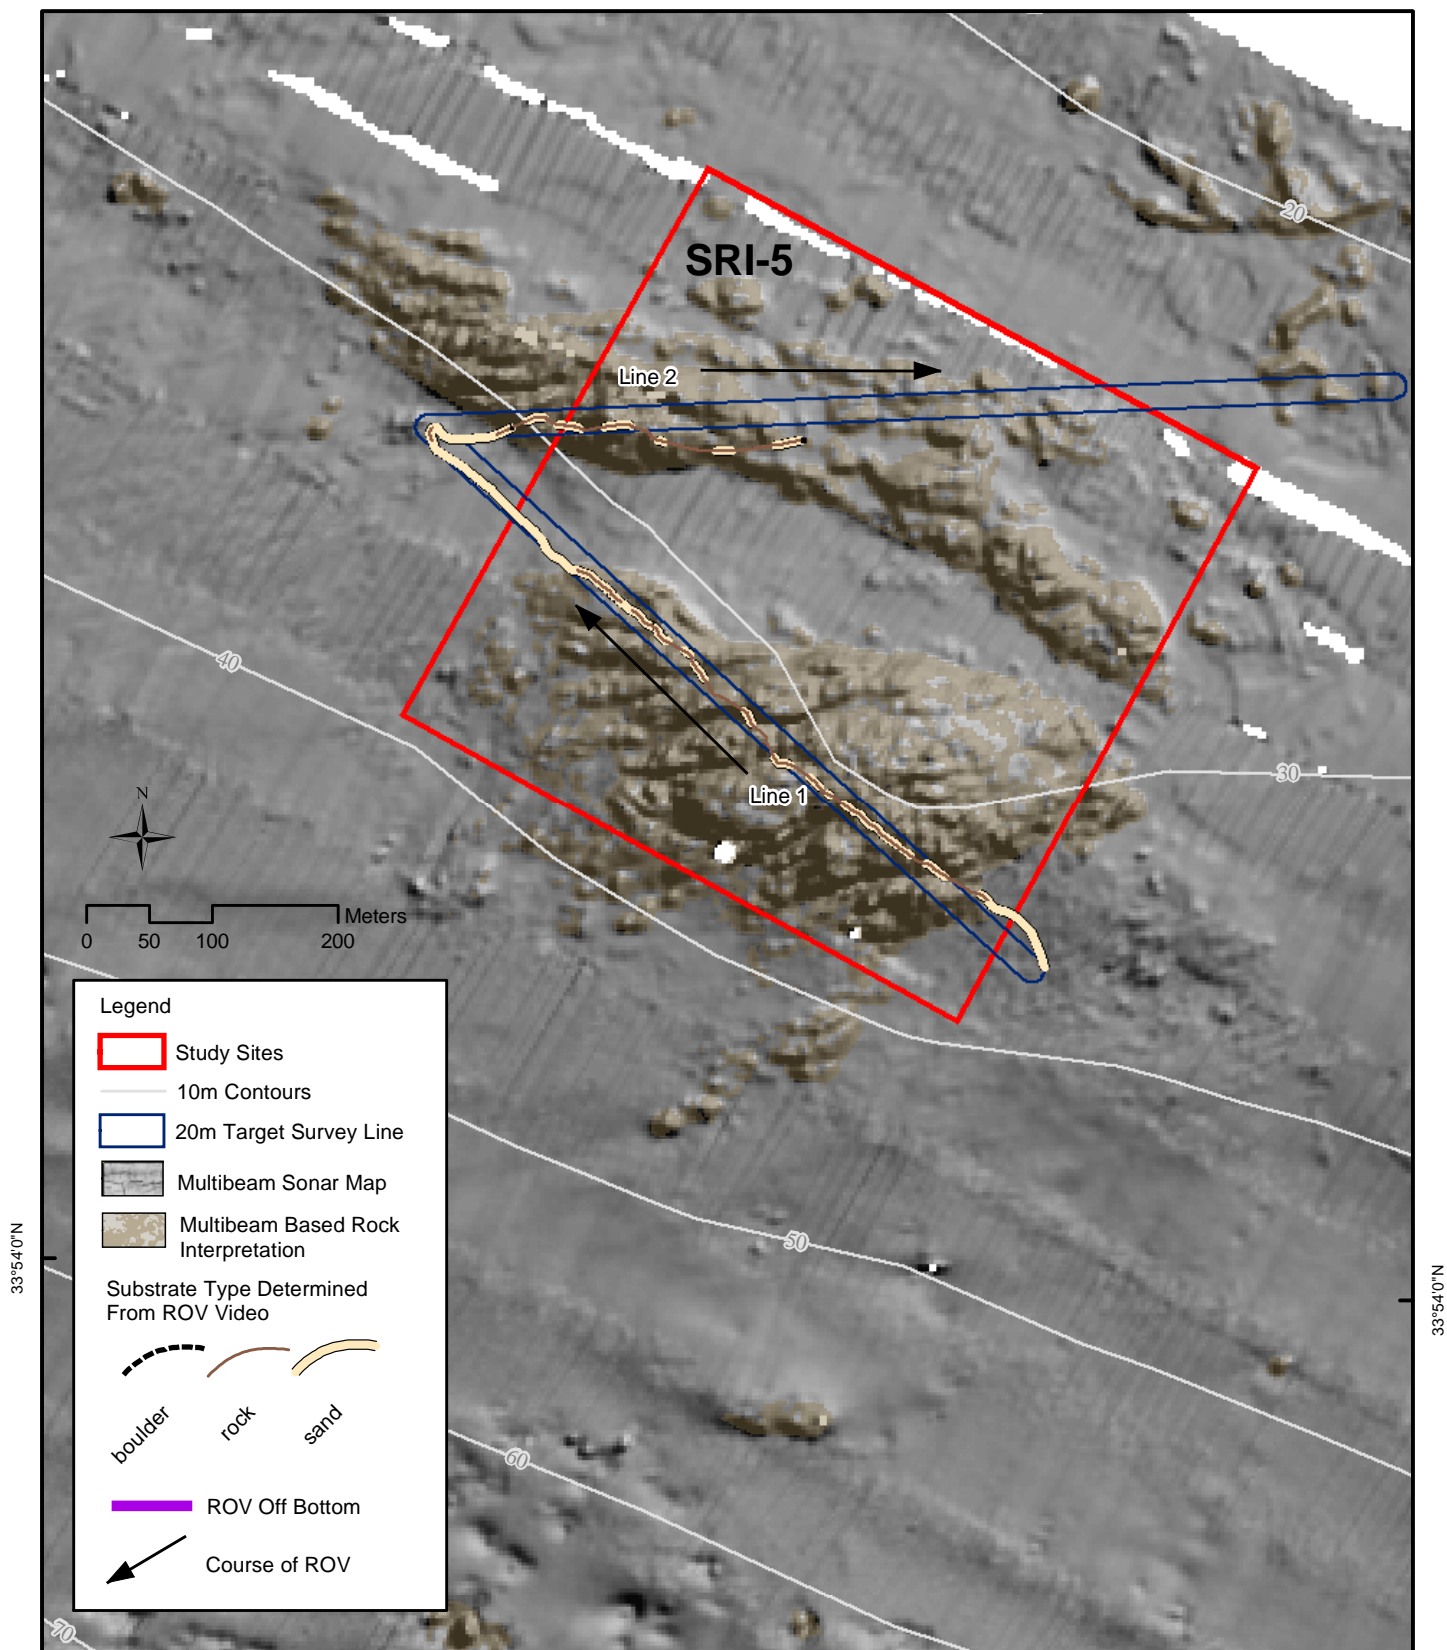 20
SRI-5
Line 2
40
30
Line 1
N
Meters
0 50 100 200
Legend
Study Sites
10m Contours
20m Target Survey Line
Multibeam Sonar Map
Multibeam Based Rock
Interpretation
Substrate Type Determined
From ROV Video
boulder rock sand
ROV Off Bottom
Course of ROV
33°54'0"N
33°54'0"N
50
60
70